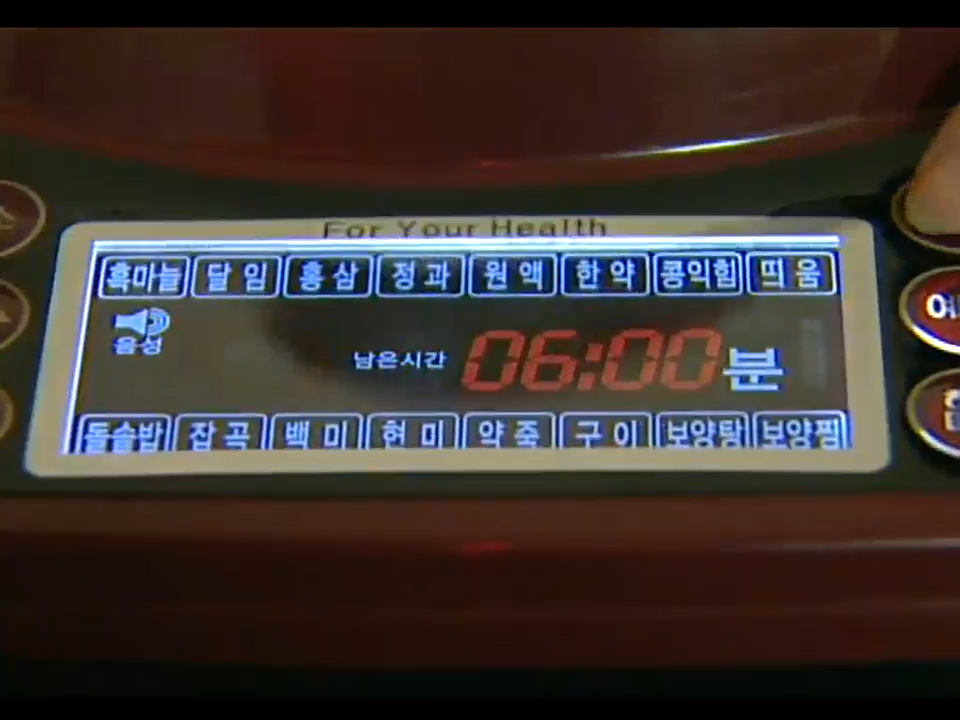 For Your Health
흑마늘 달임 홍삼 정과 원액 한약 콩익힘 띄움
음성
남은시간 06:00 분
돌솥밥 잡곡 백미 현미 약죽 구이 보양탕 보양찜